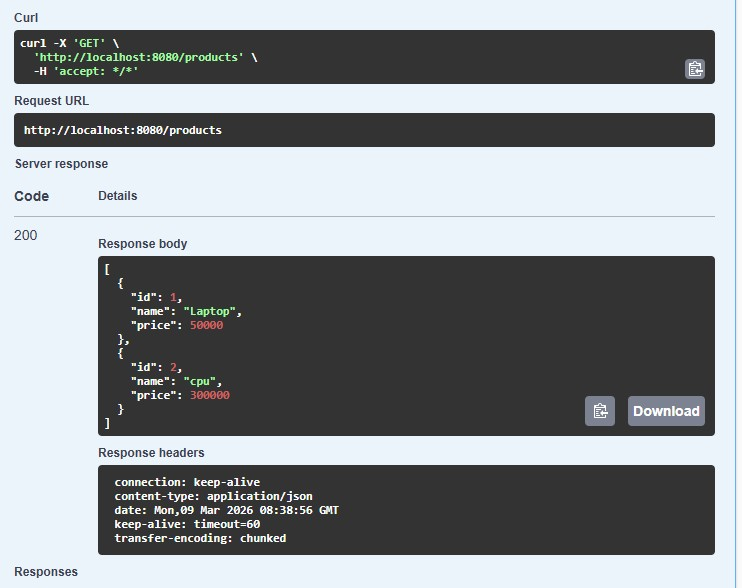 Curl
curl -X 'GET' \
  'http://localhost:8080/products' \
  -H 'accept: */*'
Request URL
http://localhost:8080/products
Server response
Code Details
200
Response body
[
  {
    "id": 1,
    "name": "Laptop",
    "price": 50000
  },
  {
    "id": 2,
    "name": "cpu",
    "price": 300000
  }
]
Download
Response headers
connection: keep-alive
content-type: application/json
date: Mon,09 Mar 2026 08:38:56 GMT
keep-alive: timeout=60
transfer-encoding: chunked
Responses